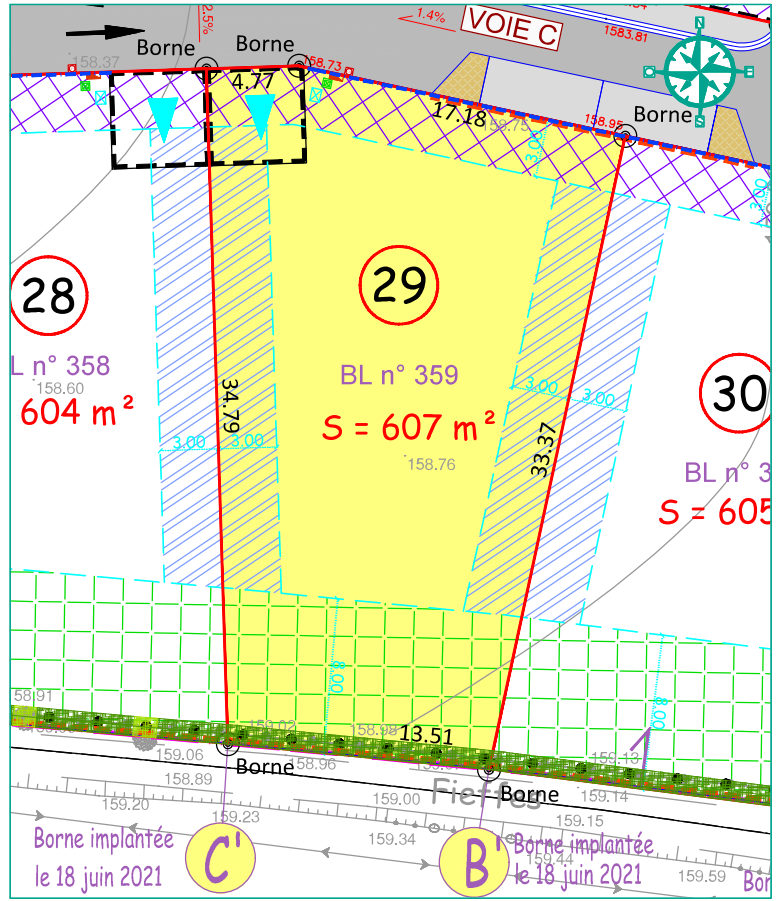 2.5%
1.4%
VOIE C
1583.81
N
E
S
O
158.37
Borne
Borne
158.73
4.77
17.18
158.75
158.95
Borne
3.00
3.00
28
29
30
L n° 358
158.60
604 m²
BL n° 359
S = 607 m²
158.76
BL n° 3
S = 605
34.79
33.37
3.00
3.00
3.00
3.00
8.00
8.00
58.91
159.02
158.98
13.51
159.06
158.96
159.13
Borne
Borne
158.89
159.00
Fieffes
159.14
159.20
159.23
159.34
159.15
159.44
159.59
Borne implantée
le 18 juin 2021
C'
B'
Borne implantée
le 18 juin 2021
Bor